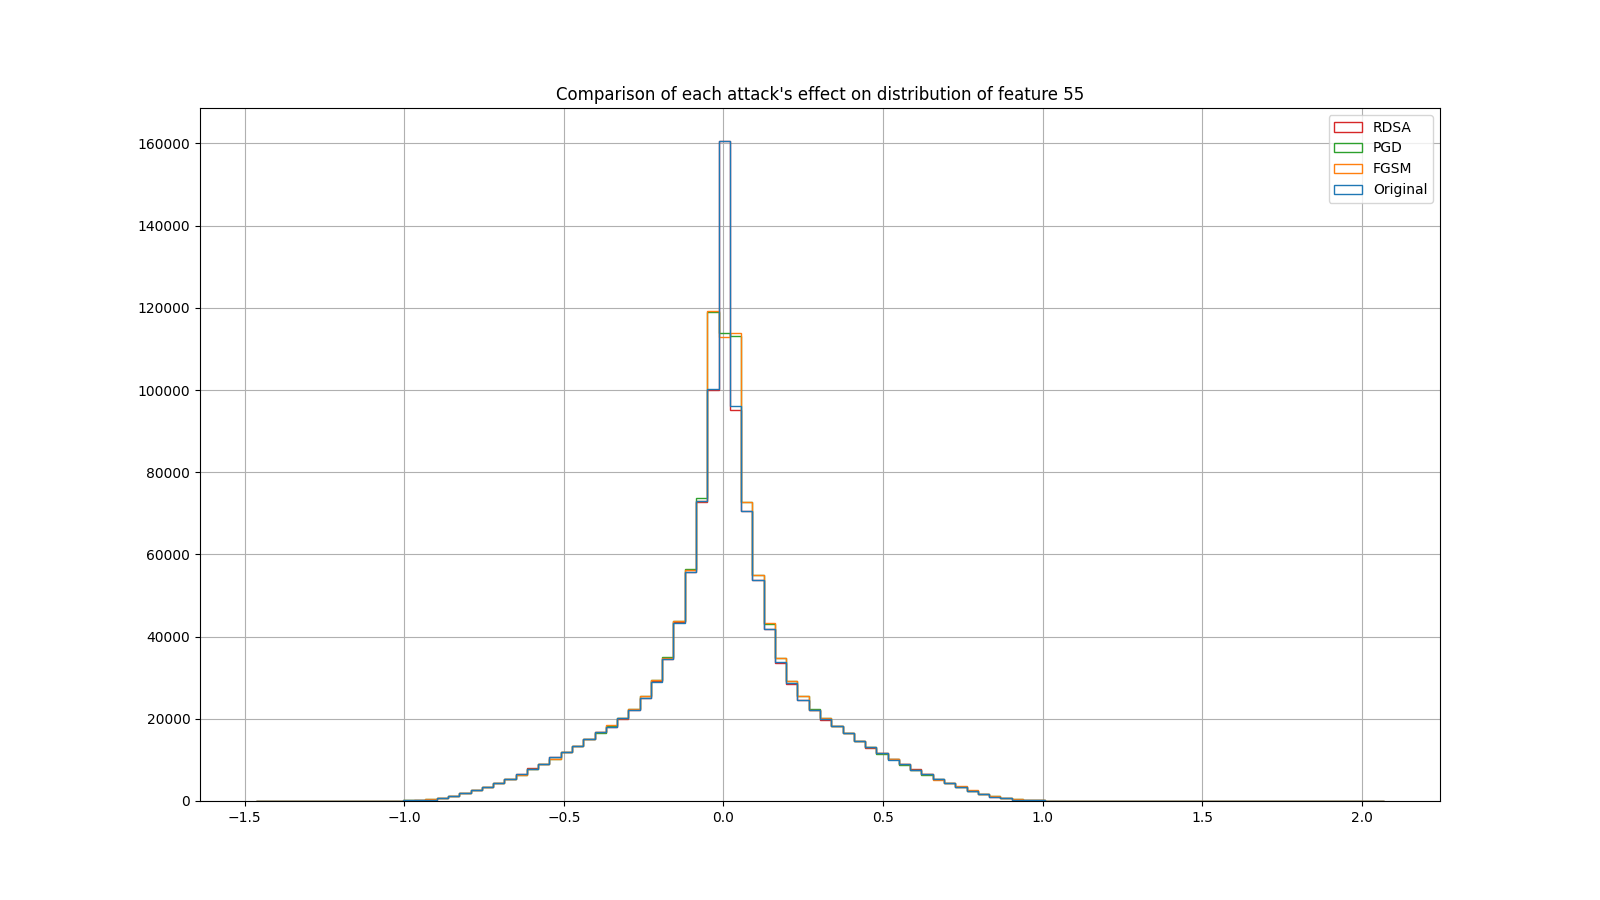 Comparison of each attack's effect on distribution of feature 55
RDSA
PGD
FGSM
Original
160000
140000
120000
100000
80000
60000
40000
20000
0
−1.5 −1.0 −0.5 0.0 0.5 1.0 1.5 2.0